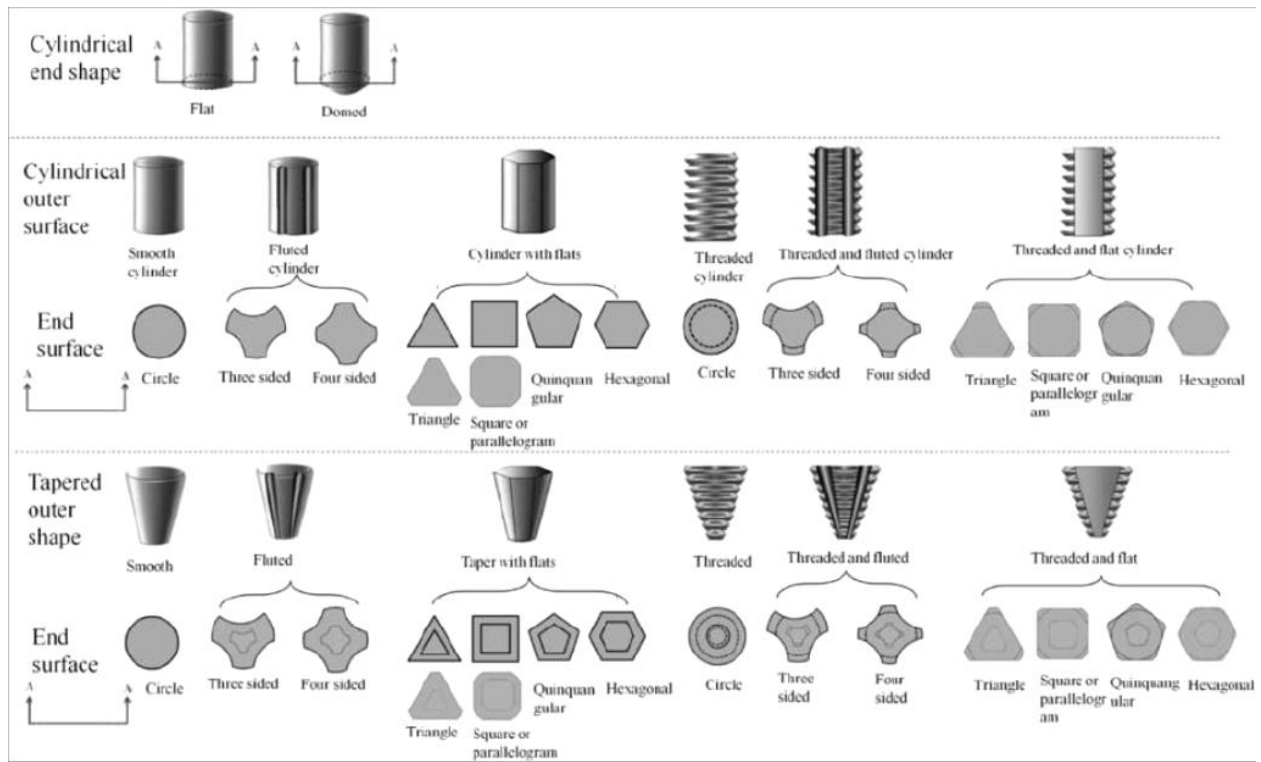 Cylindrical
end shape
A A A A
Flat Domed
Cylindrical
outer
surface
Smooth
cylinder
Fluted
cylinder
Cylinder with flats
Threaded
cylinder
Threaded and fluted cylinder
Threaded and flat cylinder
End
surface
A A
Circle
Three sided
Four sided
Triangle
Square or
parallelogram
Quinquan
gular
Hexagonal
Circle
Three sided
Four sided
Triangle
Square or
parallelogr
am
Quinquan
gular
Hexagonal
Tapered
outer
shape
Smooth
Fluted
Taper with flats
Threaded
Threaded and fluted
Threaded and flat
End
surface
A A
Circle
Three sided
Four sided
Triangle
Square or
parallelogram
Quinquan
gular
Hexagonal
Circle
Three
sided
Four
sided
Triangle
Square or
parallelogr
am
Quinquang
ular
Hexagonal